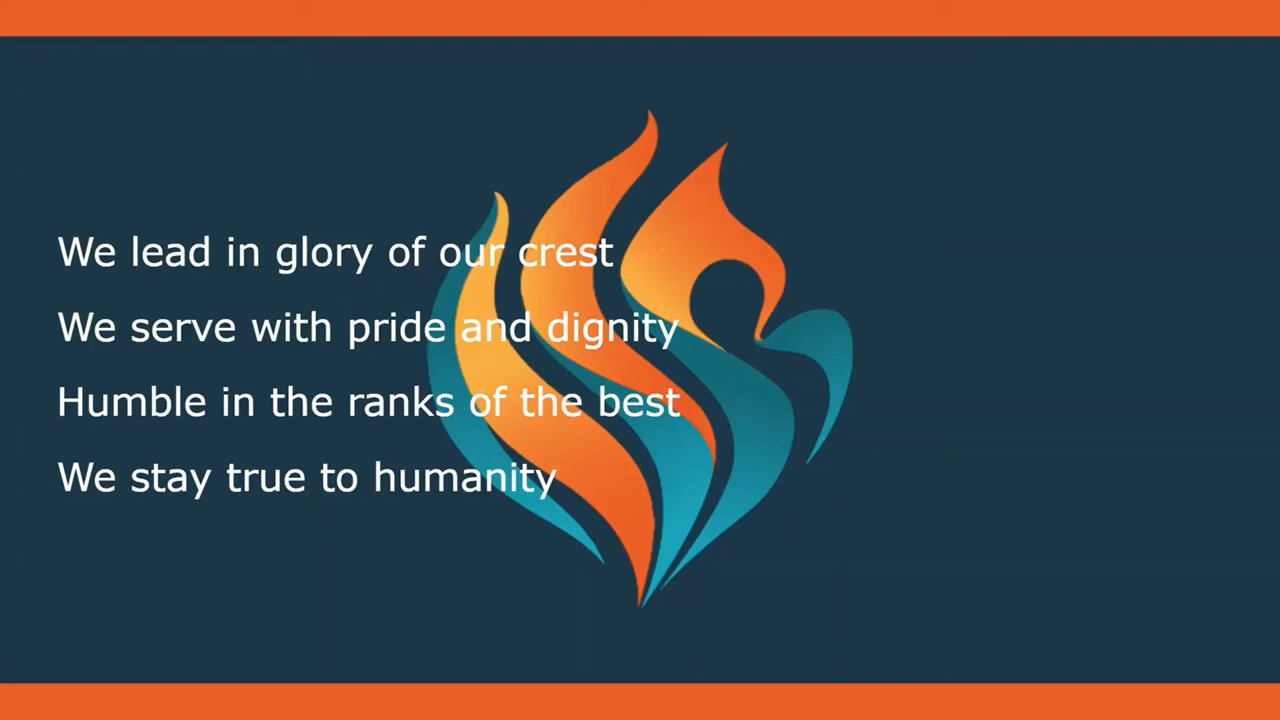 We lead in glory of our crest
We serve with pride and dignity
Humble in the ranks of the best
We stay true to humanity